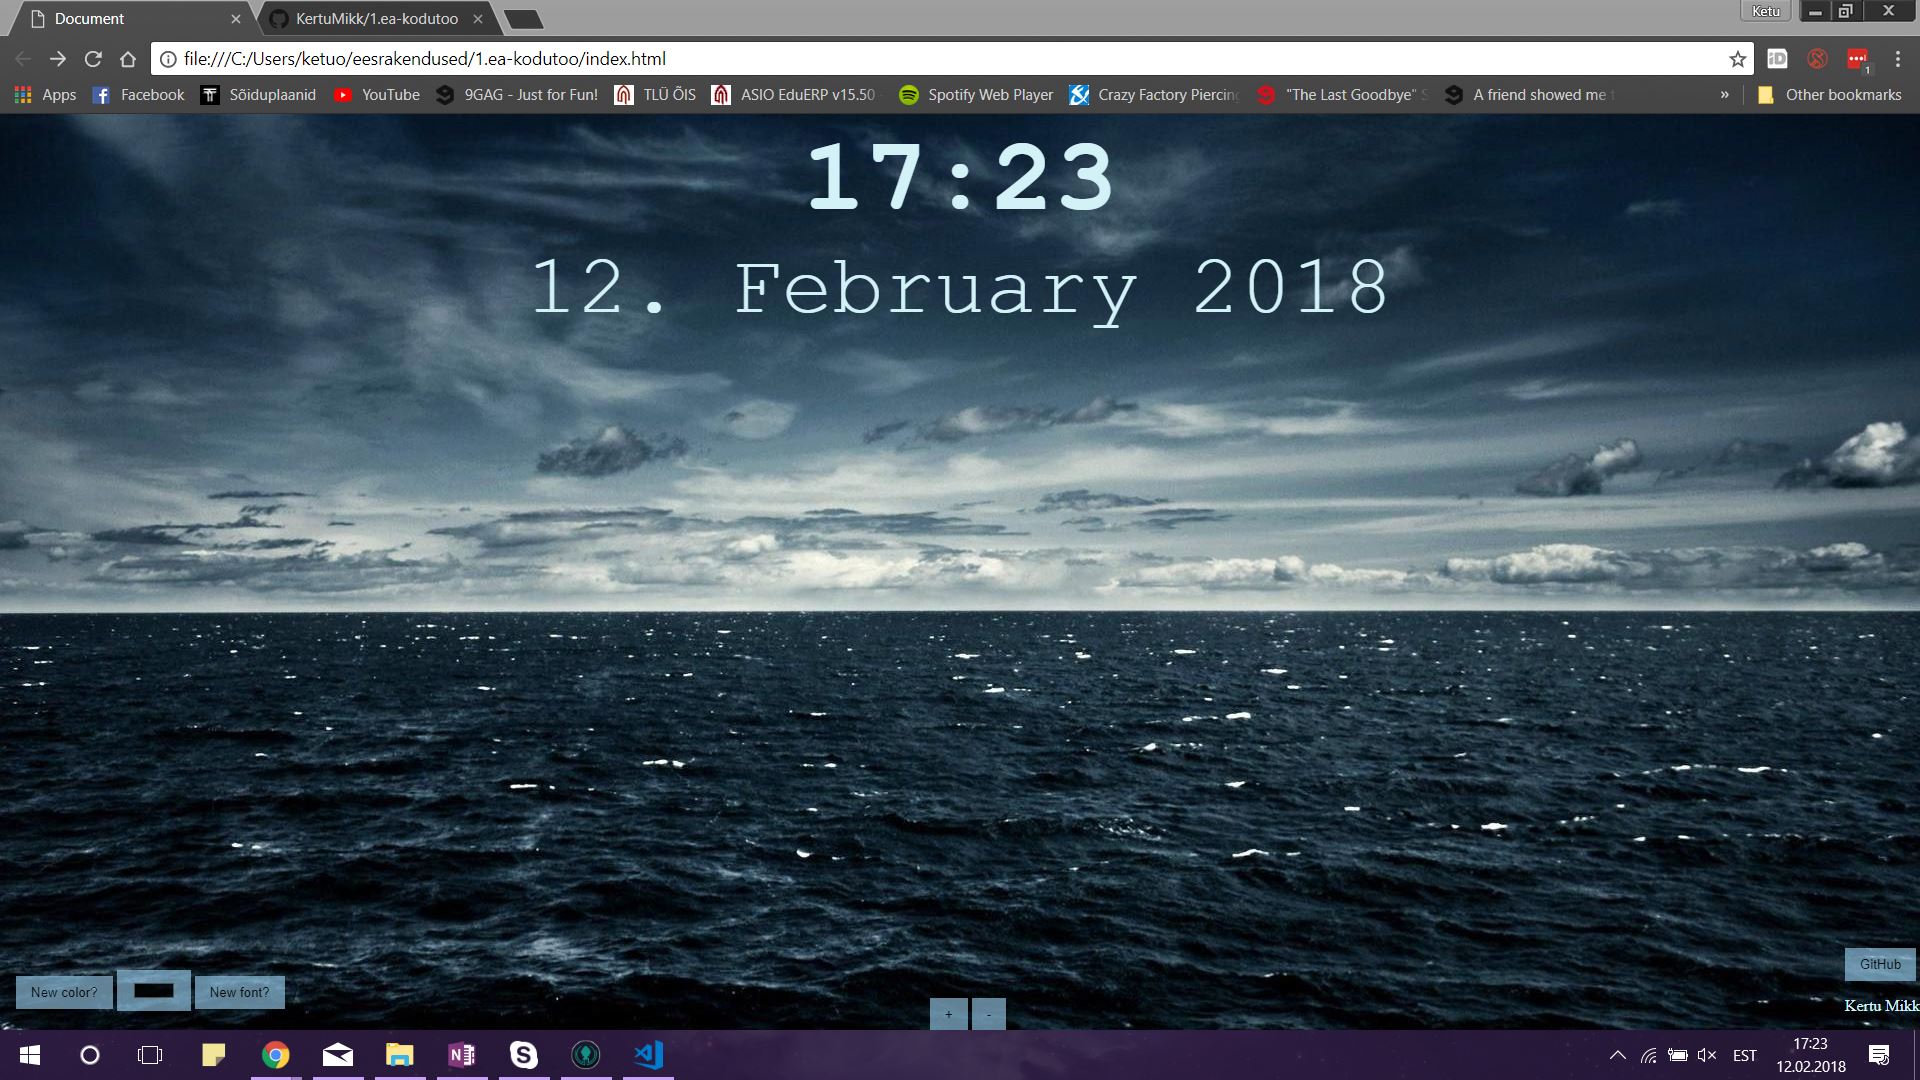 Document
KertuMikk/1.ea-kodutoo
Ketu
file:///C:/Users/ketuo/eesrakendused/1.ea-kodutoo/index.html
Apps Facebook Sõiduplaanid YouTube 9GAG - Just for Fun! TLÜ ÕIS ASIO EduERP v15.50 Spotify Web Player Crazy Factory Piercing "The Last Goodbye" A friend showed me » Other bookmarks
17:23
12. February 2018
GitHub
New color? New font?
Kertu Mikk
+ -
17:23
EST
12.02.2018